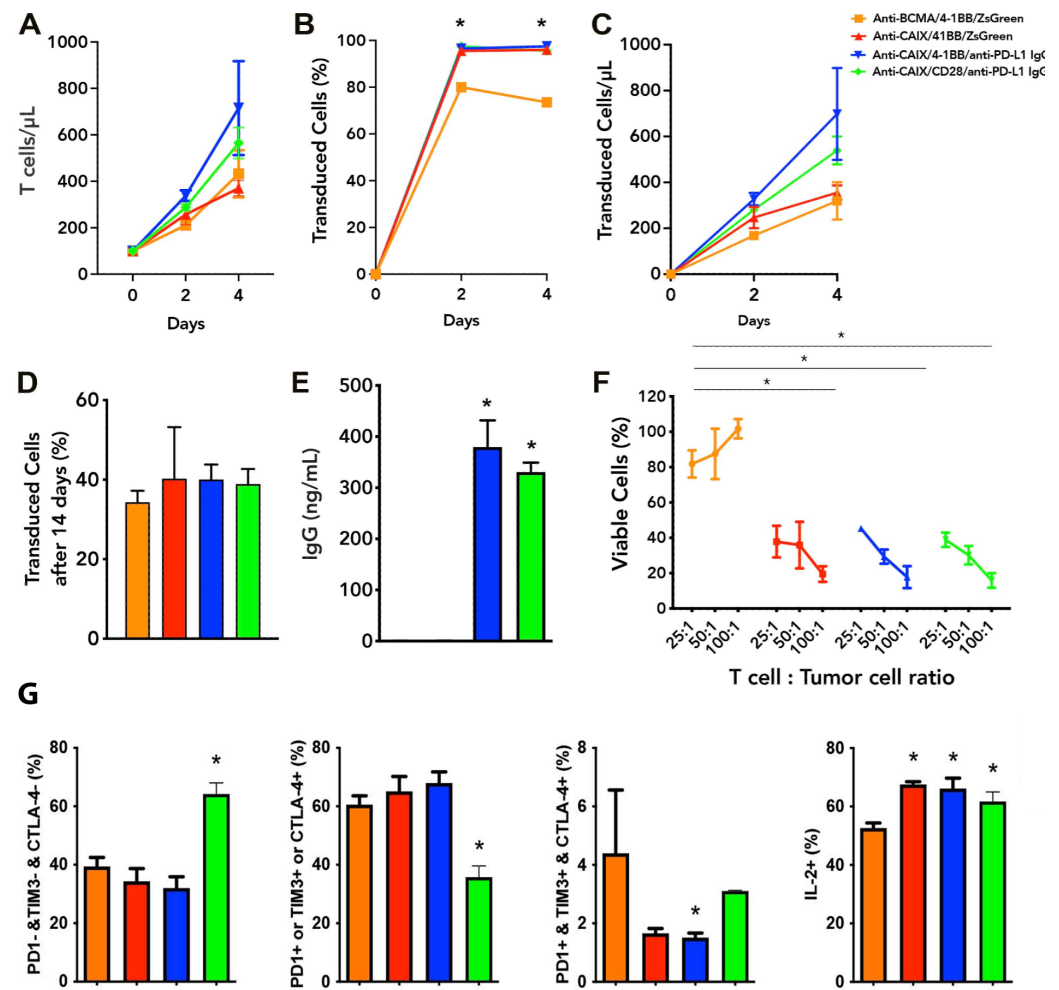 A
B
C
Anti-BCMA/4-1BB/ZsGreen
Anti-CAIX/41BB/ZsGreen
Anti-CAIX/4-1BB/anti-PD-L1 IgG
Anti-CAIX/CD28/anti-PD-L1 IgG
T cells/µL
1000
800
600
400
200
0
0 2 4
Days
Transduced Cells (%)
* *
100
80
60
40
20
0
0 2 4
Days
Transduced Cells/µL
1000
800
600
400
200
0
0 2 4
Days
D
Transduced Cells
after 14 days (%)
60
40
20
0
E
IgG (ng/mL)
500
400
300
200
100
0
* *
F
*
*
*
Viable Cells (%)
120
100
80
60
40
20
0
25:1 50:1 100:1 25:1 50:1 100:1 25:1 50:1 100:1 25:1 50:1 100:1
T cell : Tumor cell ratio
G
PD1- &TIM3- & CTLA-4- (%)
80
60
40
20
0
*
PD1+ or TIM3+ or CTLA-4+ (%)
80
60
40
20
0
*
PD1+ & TIM3+ & CTLA-4+ (%)
8
6
4
2
0
*
IL-2+ (%)
80
60
40
20
0
* * *